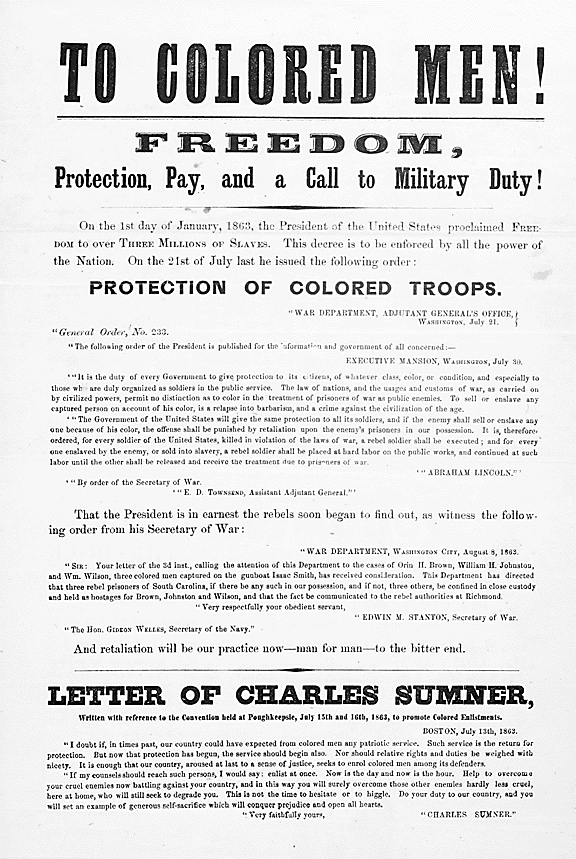 TO COLORED MEN!
FREEDOM,
Protection, Pay, and a Call to Military Duty!
On the 1st day of January, 1863, the President of the United States proclaimed FREE-
DOM to over THREE MILLIONS OF SLAVES. This decree is to be enforced by all the power of
the Nation. On the 21st of July last he issued the following order:
PROTECTION OF COLORED TROOPS.
"WAR DEPARTMENT, ADJUTANT GENERAL'S OFFICE,
WASHINGTON, July 21.
"General Order, No. 233.
"The following order of the President is published for the information and government of all concerned:—
EXECUTIVE MANSION, WASHINGTON, July 30.
'"It is the duty of every Government to give protection to its citizens, of whatever class, color, or condition, and especially to
those who are duly organized as soldiers in the public service. The law of nations, and the usages and customs of war, as carried on
by civilized powers, permit no distinction as to color in the treatment of prisoners of war as public enemies. To sell or enslave any
captured person on account of his color, is a relapse into barbarism, and a crime against the civilization of the age.
'"The Government of the United States will give the same protection to all its soldiers, and if the enemy shall sell or enslave any
one because of his color, the offense shall be punished by retaliation upon the enemy's prisoners in our possession. It is, therefore
ordered, for every soldier of the United States, killed in violation of the laws of war, a rebel soldier shall be executed; and for every
one enslaved by the enemy, or sold into slavery, a rebel soldier shall be placed at hard labor on the public works, and continued at such
labor until the other shall be released and receive the treatment due to prisoners of war.
'"ABRAHAM LINCOLN."'
'"By order of the Secretary of War.
'"E. D. TOWNSEND, Assistant Adjutant General."'
That the President is in earnest the rebels soon began to find out, as witness the follow-
ing order from his Secretary of War:
"WAR DEPARTMENT, WASHINGTON CITY, August 8, 1863.
"SIR: Your letter of the 3d inst., calling the attention of this Department to the cases of Orin H. Brown, William H. Johnston,
and Wm. Wilson, three colored men captured on the gunboat Isaac Smith, has received consideration. This Department has directed
that three rebel prisoners of South Carolina, if there be any such in our possession, and if not, three others, be confined in close custody
and held as hostages for Brown, Johnston and Wilson, and that the fact be communicated to the rebel authorities at Richmond.
"Very respectfully your obedient servant,
"EDWIN M. STANTON, Secretary of War.
"The Hon. GIDEON WELLES, Secretary of the Navy."
And retaliation will be our practice now—man for man—to the bitter end.
LETTER OF CHARLES SUMNER,
Written with reference to the Convention held at Poughkeepsie, July 15th and 16th, 1863, to promote Colored Enlistments.
BOSTON, July 13th, 1863.
"I doubt if, in times past, our country could have expected from colored men any patriotic service. Such service is the return for
protection. But now that protection has begun, the service should begin also. Nor should relative rights and duties be weighed with
nicety. It is enough that our country, aroused at last to a sense of justice, seeks to enrol colored men among its defenders.
"If my counsels should reach such persons, I would say: enlist at once. Now is the day and now is the hour. Help to overcome
your cruel enemies now battling against your country, and in this way you will surely overcome those other enemies hardly less cruel,
here at home, who will still seek to degrade you. This is not the time to hesitate or to higgle. Do your duty to our country, and you
will set an example of generous self-sacrifice which will conquer prejudice and open all hearts.
"Very faithfully yours,
"CHARLES SUMNER."